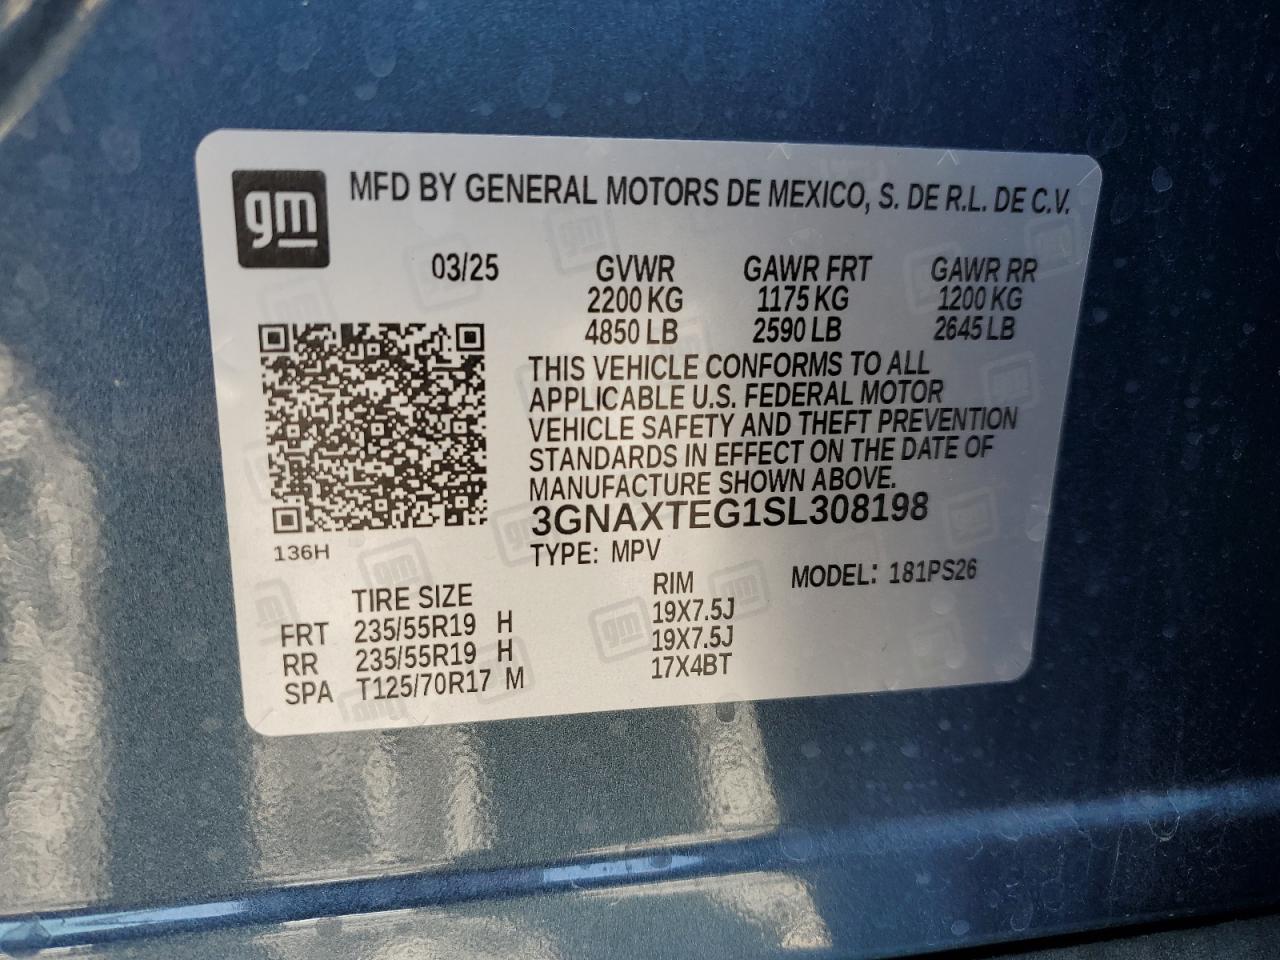 gm
MFD BY GENERAL MOTORS DE MEXICO, S. DE R.L. DE C.V.
03/25 GVWR GAWR FRT GAWR RR
2200 KG 1175 KG 1200 KG
4850 LB 2590 LB 2645 LB
THIS VEHICLE CONFORMS TO ALL
APPLICABLE U.S. FEDERAL MOTOR
VEHICLE SAFETY AND THEFT PREVENTION
STANDARDS IN EFFECT ON THE DATE OF
MANUFACTURE SHOWN ABOVE.
3GNAXTEG1SL308198
136H
TYPE: MPV
MODEL: 181PS26
TIRE SIZE RIM
FRT 235/55R19 H 19X7.5J
RR 235/55R19 H 19X7.5J
SPA T125/70R17 M 17X4BT